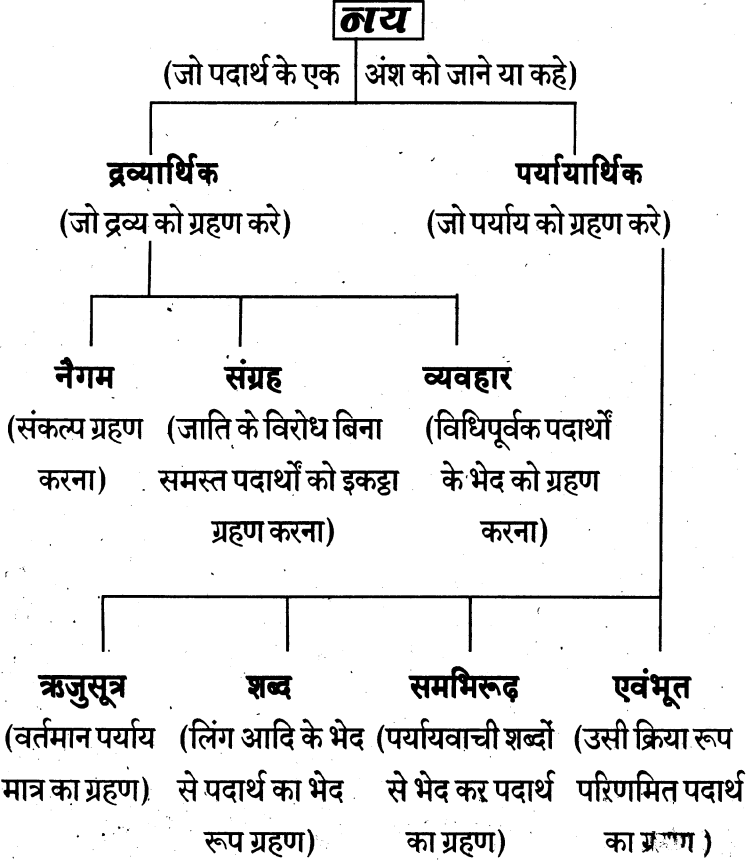 नय
(जो पदार्थ के एक अंश को जाने या कहे)
द्रव्यार्थिक
(जो द्रव्य को ग्रहण करे)
पर्यायार्थिक
(जो पर्याय को ग्रहण करे)
नैगम
(संकल्प ग्रहण
करना)
संग्रह
(जाति के विरोध बिना
समस्त पदार्थों को इकट्ठा
ग्रहण करना)
व्यवहार
(विधिपूर्वक पदार्थों
के भेद को ग्रहण
करना)
ऋजुसूत्र
(वर्तमान पर्याय
मात्र का ग्रहण)
शब्द
(लिंग आदि के भेद
से पदार्थ का भेद
रूप ग्रहण)
समभिरूढ़
(पर्यायवाची शब्दों
से भेद कर पदार्थ
का ग्रहण)
एवंभूत
(उसी क्रिया रूप
परिणमित पदार्थ
का ग्रहण)